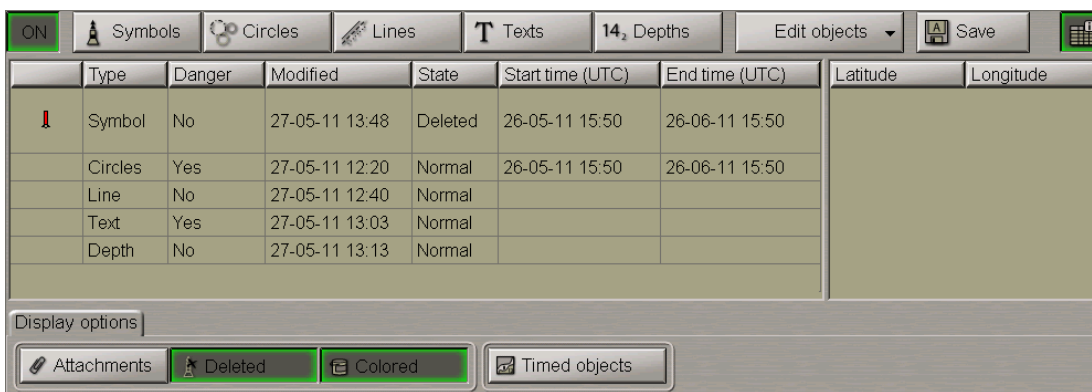 ON Symbols Circles Lines T Texts 14₂ Depths Edit objects Save
Type Danger Modified State Start time (UTC) End time (UTC) Latitude Longitude
Symbol No 27-05-11 13:48 Deleted 26-05-11 15:50 26-06-11 15:50
Circles Yes 27-05-11 12:20 Normal 26-05-11 15:50 26-06-11 15:50
Line No 27-05-11 12:40 Normal
Text Yes 27-05-11 13:03 Normal
Depth No 27-05-11 13:13 Normal
Display options
Attachments Deleted Colored Timed objects